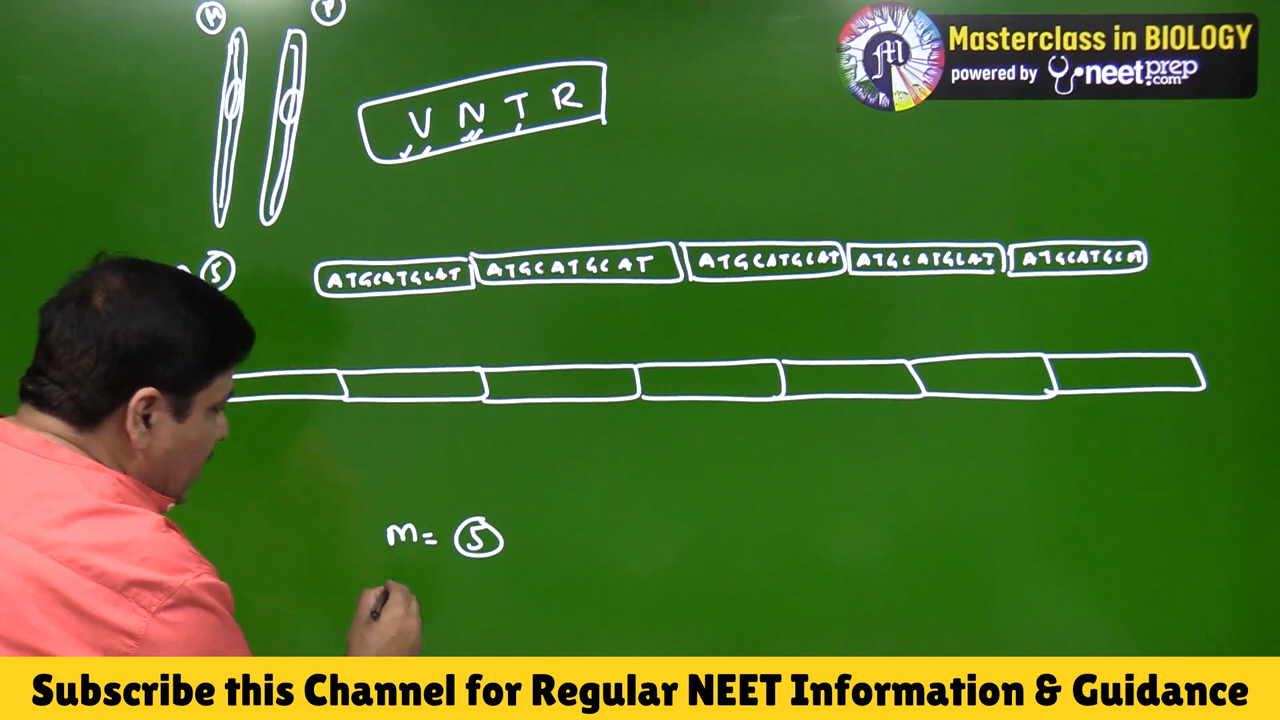 M P
Masterclass in BIOLOGY
powered by neetprep.com
V N T R
5 ATGCATGCAT ATGCATGCAT ATGCATGCAT ATGCATGCAT ATGCATGCAT
M = 5
Subscribe this Channel for Regular NEET Information & Guidance